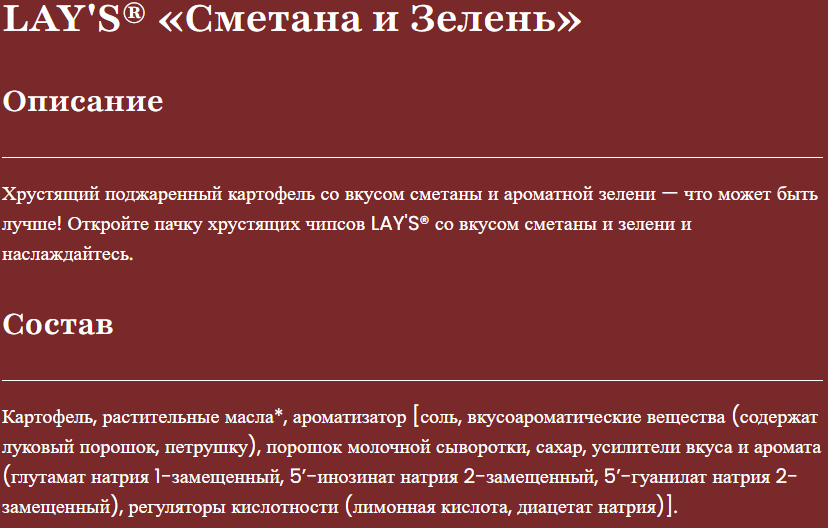 LAY'S® «Сметана и Зелень»
Описание
Хрустящий поджаренный картофель со вкусом сметаны и ароматной зелени — что может быть
лучше! Откройте пачку хрустящих чипсов LAY'S® со вкусом сметаны и зелени и
наслаждайтесь.
Состав
Картофель, растительные масла*, ароматизатор [соль, вкусоароматические вещества (содержат
луковый порошок, петрушку), порошок молочной сыворотки, сахар, усилители вкуса и аромата
(глутамат натрия 1-замещенный, 5’-инозинат натрия 2-замещенный, 5’-гуанилат натрия 2-
замещенный), регуляторы кислотности (лимонная кислота, диацетат натрия)].